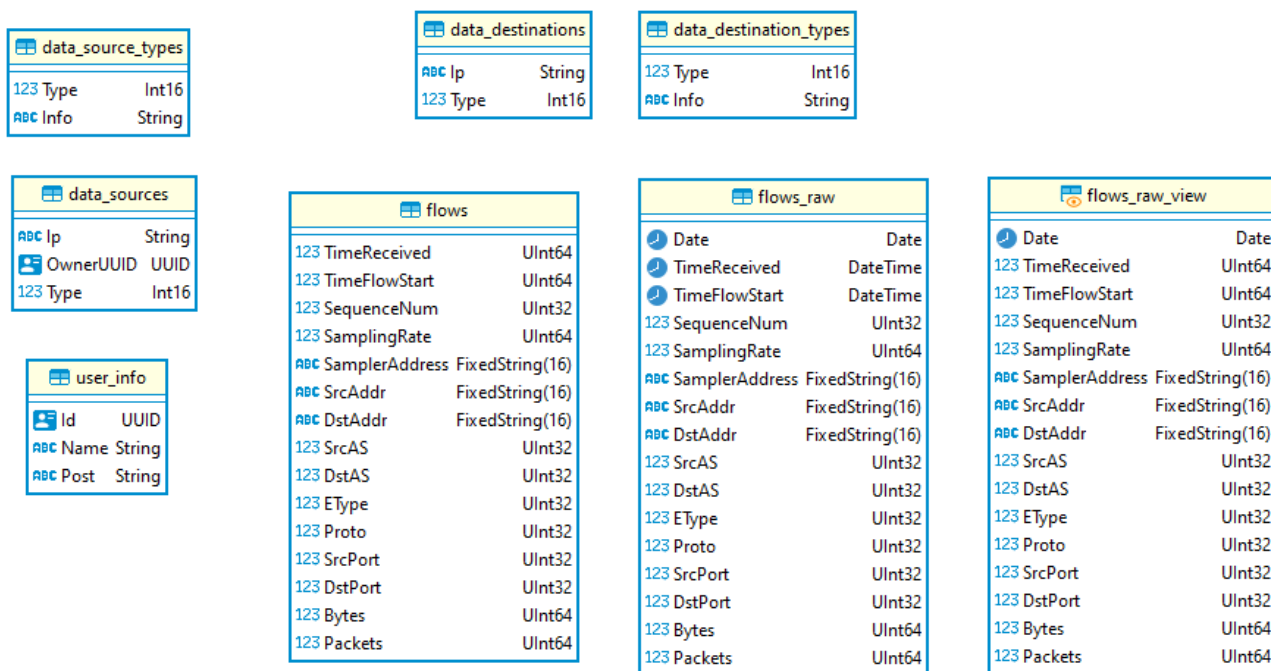 data_source_types
123 Type Int16
ABC Info String
data_destinations
ABC Ip String
123 Type Int16
data_destination_types
123 Type Int16
ABC Info String
data_sources
ABC Ip String
OwnerUUID UUID
123 Type Int16
user_info
Id UUID
ABC Name String
ABC Post String
flows
123 TimeReceived UInt64
123 TimeFlowStart UInt64
123 SequenceNum UInt32
123 SamplingRate UInt64
ABC SamplerAddress FixedString(16)
ABC SrcAddr FixedString(16)
ABC DstAddr FixedString(16)
123 SrcAS UInt32
123 DstAS UInt32
123 EType UInt32
123 Proto UInt32
123 SrcPort UInt32
123 DstPort UInt32
123 Bytes UInt64
123 Packets UInt64
flows_raw
Date Date
TimeReceived DateTime
TimeFlowStart DateTime
123 SequenceNum UInt32
123 SamplingRate UInt64
ABC SamplerAddress FixedString(16)
ABC SrcAddr FixedString(16)
ABC DstAddr FixedString(16)
123 SrcAS UInt32
123 DstAS UInt32
123 EType UInt32
123 Proto UInt32
123 SrcPort UInt32
123 DstPort UInt32
123 Bytes UInt64
123 Packets UInt64
flows_raw_view
Date Date
123 TimeReceived UInt64
123 TimeFlowStart UInt64
123 SequenceNum UInt32
123 SamplingRate UInt64
ABC SamplerAddress FixedString(16)
ABC SrcAddr FixedString(16)
ABC DstAddr FixedString(16)
123 SrcAS UInt32
123 DstAS UInt32
123 EType UInt32
123 Proto UInt32
123 SrcPort UInt32
123 DstPort UInt32
123 Bytes UInt64
123 Packets UInt64